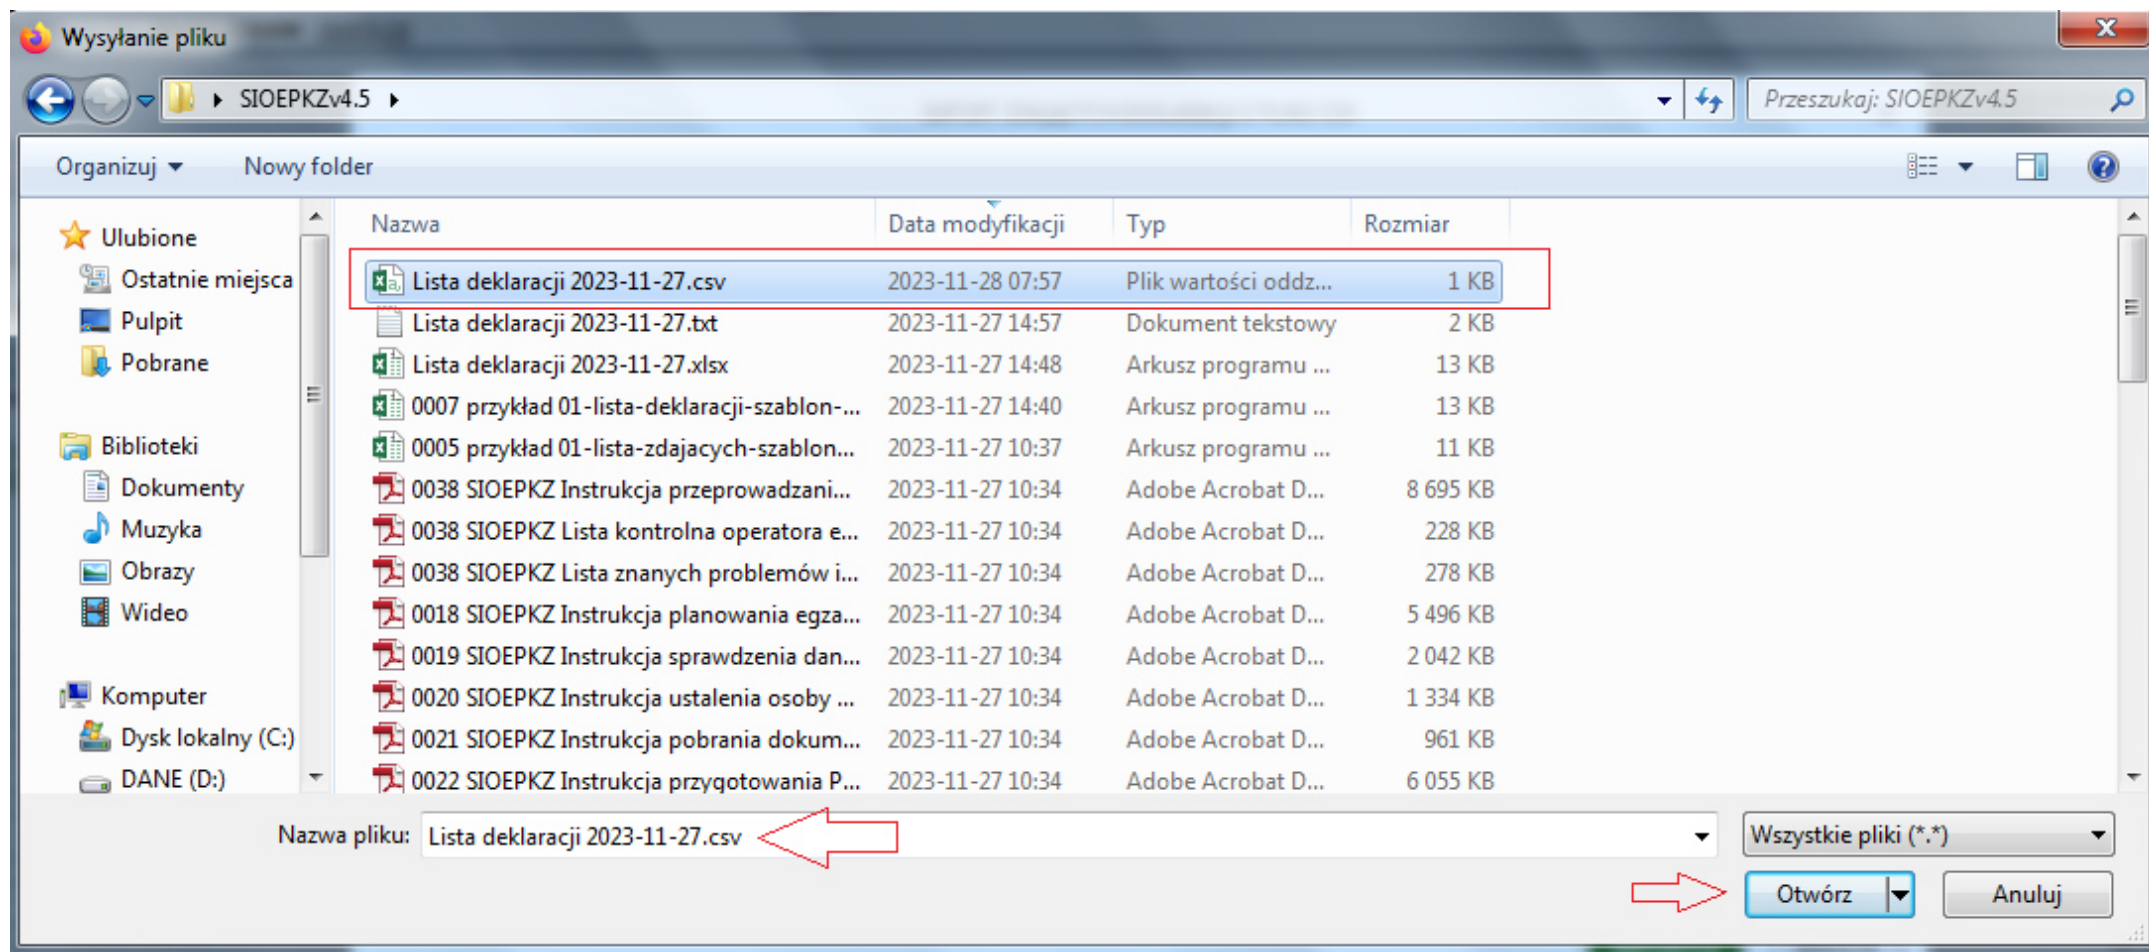 Wysyłanie pliku
SIOEPKZv4.5
Przeszukaj: SIOEPKZv4.5
Organizuj
Nowy folder
Ulubione
Ostatnie miejsca
Pulpit
Pobrane
Biblioteki
Dokumenty
Muzyka
Obrazy
Wideo
Komputer
Dysk lokalny (C:)
DANE (D:)
Nazwa Data modyfikacji Typ Rozmiar
Lista deklaracji 2023-11-27.csv 2023-11-28 07:57 Plik wartości oddz... 1 KB
Lista deklaracji 2023-11-27.txt 2023-11-27 14:57 Dokument tekstowy 2 KB
Lista deklaracji 2023-11-27.xlsx 2023-11-27 14:48 Arkusz programu ... 13 KB
0007 przykład 01-lista-deklaracji-szablon-... 2023-11-27 14:40 Arkusz programu ... 13 KB
0005 przykład 01-lista-zdajacych-szablon... 2023-11-27 10:37 Arkusz programu ... 11 KB
0038 SIOEPKZ Instrukcja przeprowadzani... 2023-11-27 10:34 Adobe Acrobat D... 8 695 KB
0038 SIOEPKZ Lista kontrolna operatora e... 2023-11-27 10:34 Adobe Acrobat D... 228 KB
0038 SIOEPKZ Lista znanych problemów i... 2023-11-27 10:34 Adobe Acrobat D... 278 KB
0018 SIOEPKZ Instrukcja planowania egza... 2023-11-27 10:34 Adobe Acrobat D... 5 496 KB
0019 SIOEPKZ Instrukcja sprawdzenia dan... 2023-11-27 10:34 Adobe Acrobat D... 2 042 KB
0020 SIOEPKZ Instrukcja ustalenia osoby ... 2023-11-27 10:34 Adobe Acrobat D... 1 334 KB
0021 SIOEPKZ Instrukcja pobrania dokum... 2023-11-27 10:34 Adobe Acrobat D... 961 KB
0022 SIOEPKZ Instrukcja przygotowania P... 2023-11-27 10:34 Adobe Acrobat D... 6 055 KB
Nazwa pliku: Lista deklaracji 2023-11-27.csv
Wszystkie pliki (*.*)
Otwórz
Anuluj